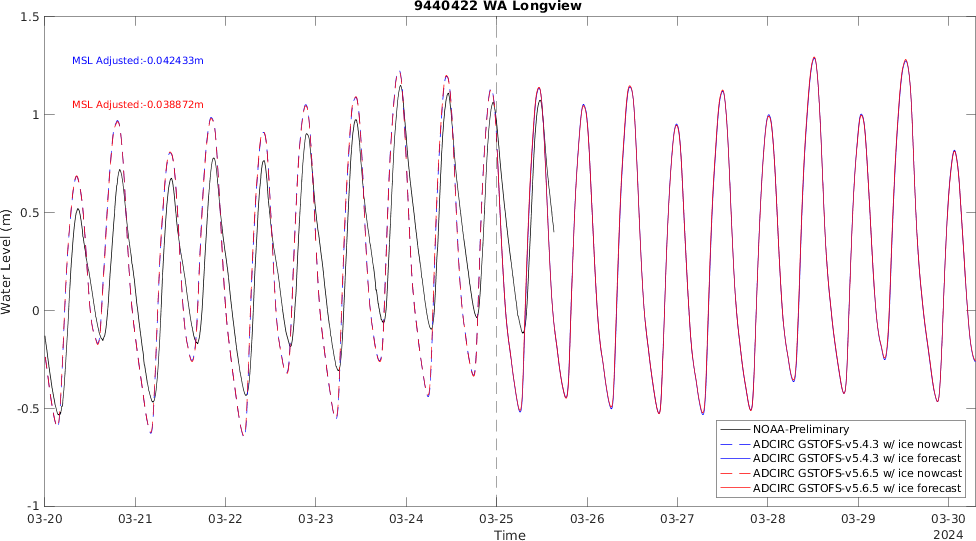 9440422 WA Longview
1.5
MSL Adjusted:-0.042433m
MSL Adjusted:-0.038872m
1
0.5
Water Level (m)
0
-0.5
-1
NOAA-Preliminary
ADCIRC GSTOFS-v5.4.3 w/ ice nowcast
ADCIRC GSTOFS-v5.4.3 w/ ice forecast
ADCIRC GSTOFS-v5.6.5 w/ ice nowcast
ADCIRC GSTOFS-v5.6.5 w/ ice forecast
03-20 03-21 03-22 03-23 03-24 03-25 03-26 03-27 03-28 03-29 03-30
Time 2024